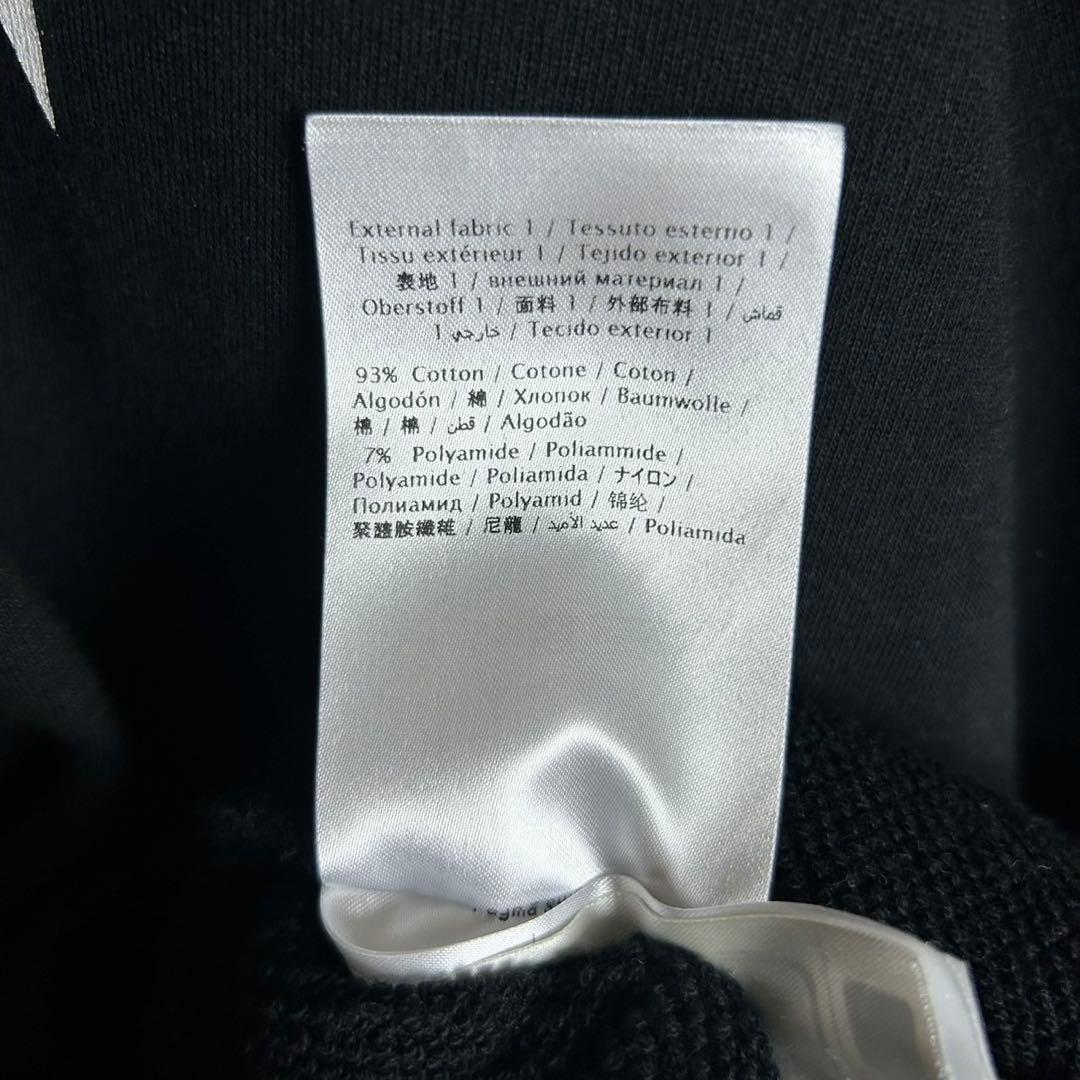 External fabric 1 / Tessuto esterno 1 /
Tissu extérieur 1 / Tejido exterior 1 /
表地 1 / внешний материал 1 /
Oberstoff 1 / 面料 1 / 外部布料 1 / قماش
خارجي 1 / Tecido exterior 1
93% Cotton / Cotone / Coton /
Algodón / 綿 / Хлопок / Baumwolle /
棉 / 棉 / قطن / Algodão
7% Polyamide / Poliammide /
Polyamide / Poliamida / ナイロン /
Полиамид / Polyamid / 锦纶 /
聚醯胺纖維 / 尼龍 / عديد الأميد / Poliamida